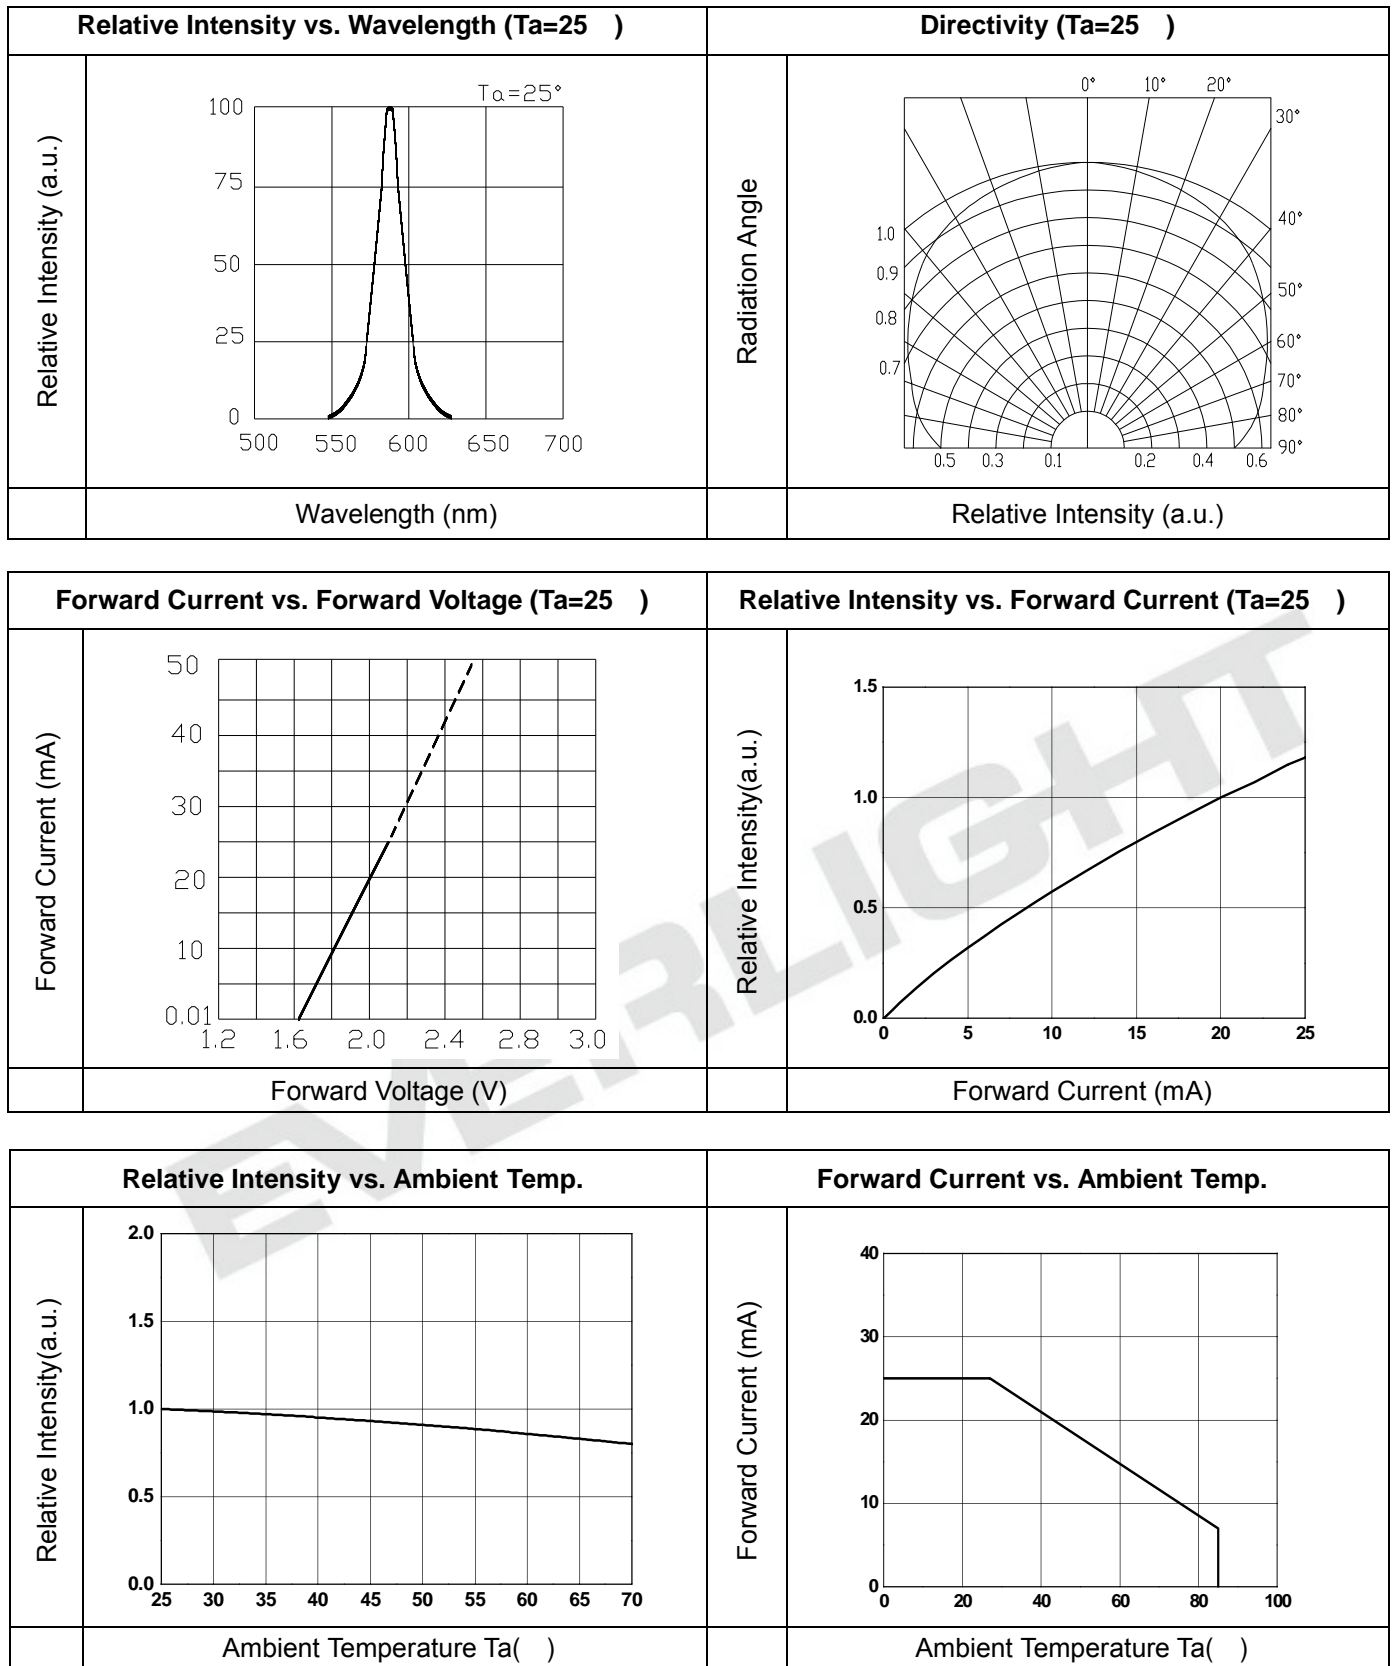 Relative Intensity vs. Wavelength (Ta=25 )
Directivity (Ta=25 )
Relative Intensity (a.u.)
Ta=25°
100
75
50
25
0
500 550 600 650 700
Wavelength (nm)
Radiation Angle
0° 10° 20°
30°
40°
50°
60°
70°
80°
90°
1.0
0.9
0.8
0.7
0.5 0.3 0.1 0.2 0.4 0.6
Relative Intensity (a.u.)
Forward Current vs. Forward Voltage (Ta=25 )
Relative Intensity vs. Forward Current (Ta=25 )
Forward Current (mA)
50
40
30
20
10
0.01
1.2 1.6 2.0 2.4 2.8 3.0
Forward Voltage (V)
Relative Intensity(a.u.)
1.5
1.0
0.5
0.0
0 5 10 15 20 25
Forward Current (mA)
EVERLIGHT
Relative Intensity vs. Ambient Temp.
Forward Current vs. Ambient Temp.
Relative Intensity(a.u.)
2.0
1.5
1.0
0.5
0.0
25 30 35 40 45 50 55 60 65 70
Ambient Temperature Ta( )
Forward Current (mA)
40
30
20
10
0
0 20 40 60 80 100
Ambient Temperature Ta( )